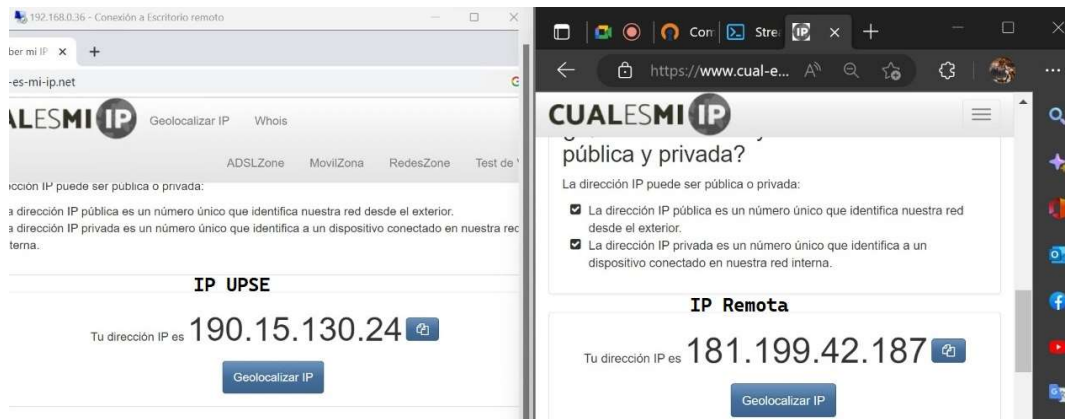 192.168.0.36 - Conexión a Escritorio remoto
ber mi IP
-es-mi-ip.net
ALESMI IP
Geolocalizar IP Whois
ADSLZone MovilZona RedesZone Test de
ección IP puede ser pública o privada:
a dirección IP pública es un número único que identifica nuestra red desde el exterior.
a dirección IP privada es un número único que identifica a un dispositivo conectado en nuestra red
terna.
IP UPSE
Tu dirección IP es 190.15.130.24
Geolocalizar IP
Con Stre IP
https://www.cual-e...
CUALESMI IP
pública y privada?
La dirección IP puede ser pública o privada:
La dirección IP pública es un número único que identifica nuestra red
desde el exterior.
La dirección IP privada es un número único que identifica a un
dispositivo conectado en nuestra red interna.
IP Remota
Tu dirección IP es 181.199.42.187
Geolocalizar IP